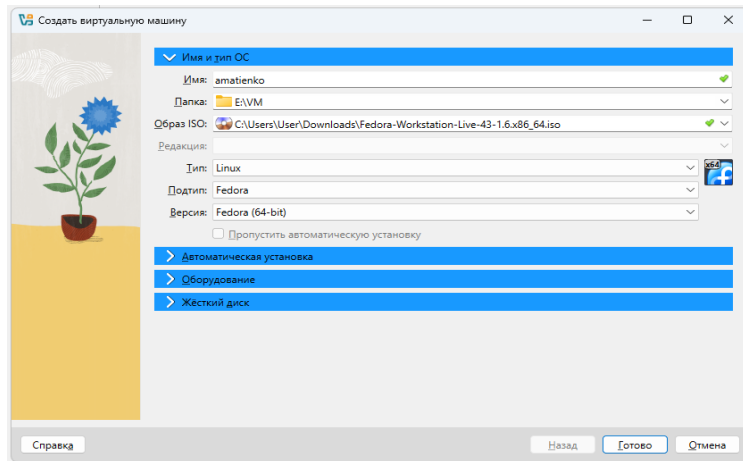 Создать виртуальную машину
Имя и тип ОС
Имя: amatienko
Папка: E:\VM
Образ ISO: C:\Users\User\Downloads\Fedora-Workstation-Live-43-1.6.x86_64.iso
Редакция:
Тип: Linux
x64
Подтип: Fedora
Версия: Fedora (64-bit)
Пропустить автоматическую установку
Автоматическая установка
Оборудование
Жёсткий диск
Справка Назад Готово Отмена